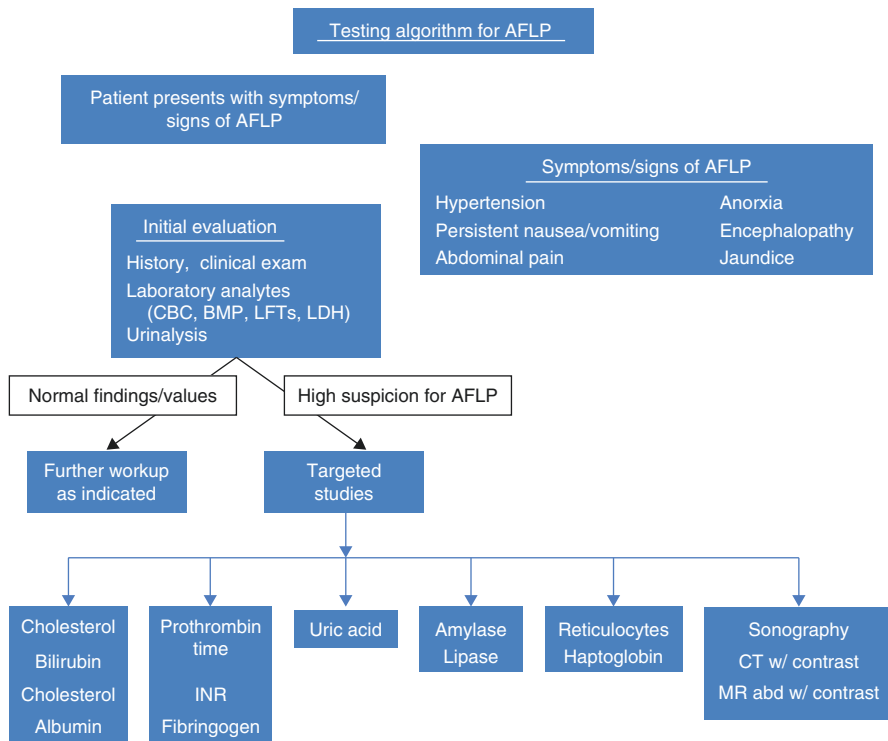 Testing algorithm for AFLP
Patient presents with symptoms/
signs of AFLP
Symptoms/signs of AFLP
Hypertension
Persistent nausea/vomiting
Abdominal pain
Anorxia
Encephalopathy
Jaundice
Initial evaluation
History, clinical exam
Laboratory analytes
(CBC, BMP, LFTs, LDH)
Urinalysis
Normal findings/values
High suspicion for AFLP
Further workup
as indicated
Targeted
studies
Cholesterol
Bilirubin
Cholesterol
Albumin
Prothrombin
time
INR
Fibringogen
Uric acid
Amylase
Lipase
Reticulocytes
Haptoglobin
Sonography
CT w/ contrast
MR abd w/ contrast